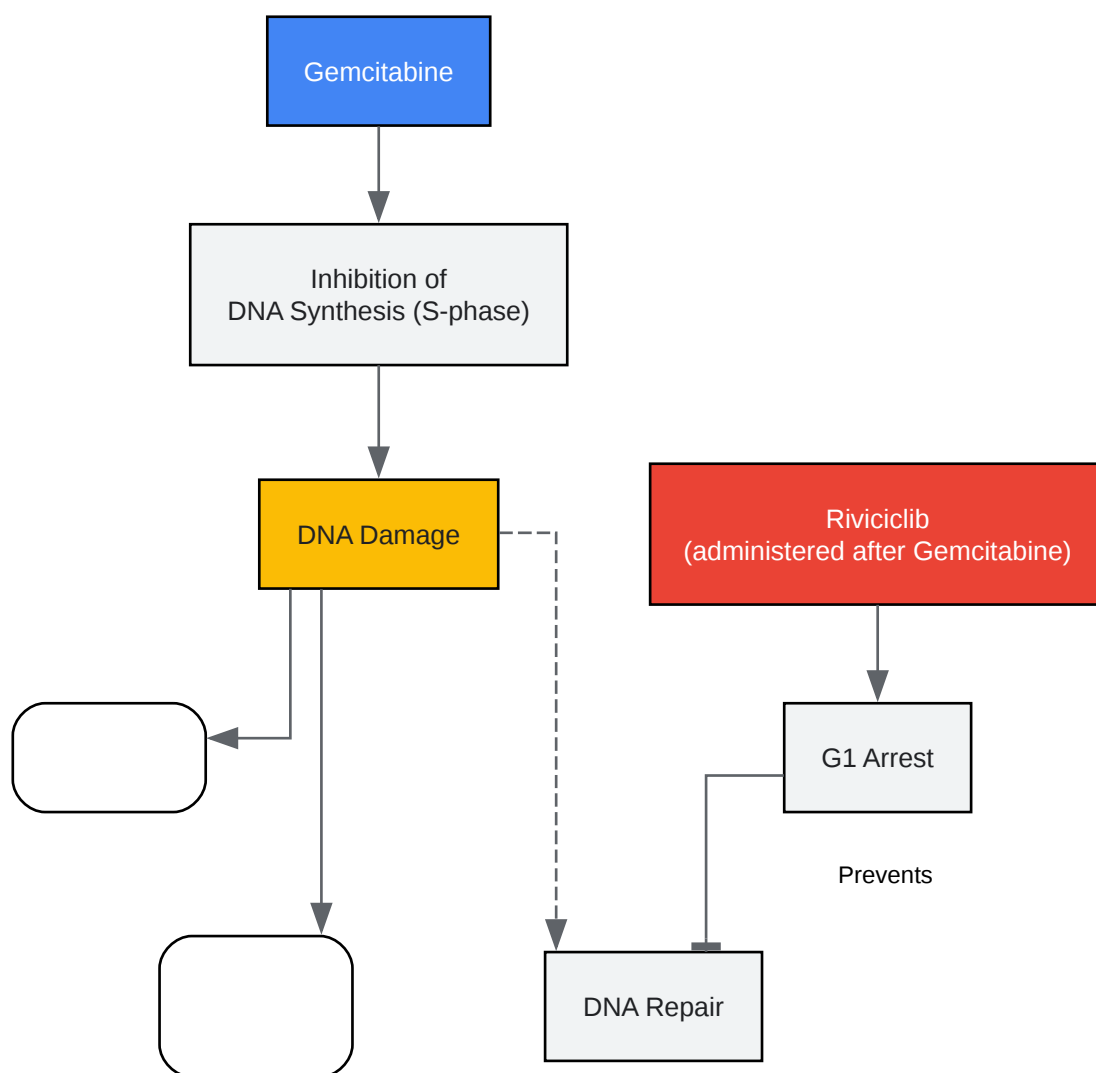 Gemcitabine
Inhibition of
DNA Synthesis (S-phase)
DNA Damage
Riviciclib
(administered after Gemcitabine)
G1 Arrest
Prevents
DNA Repair